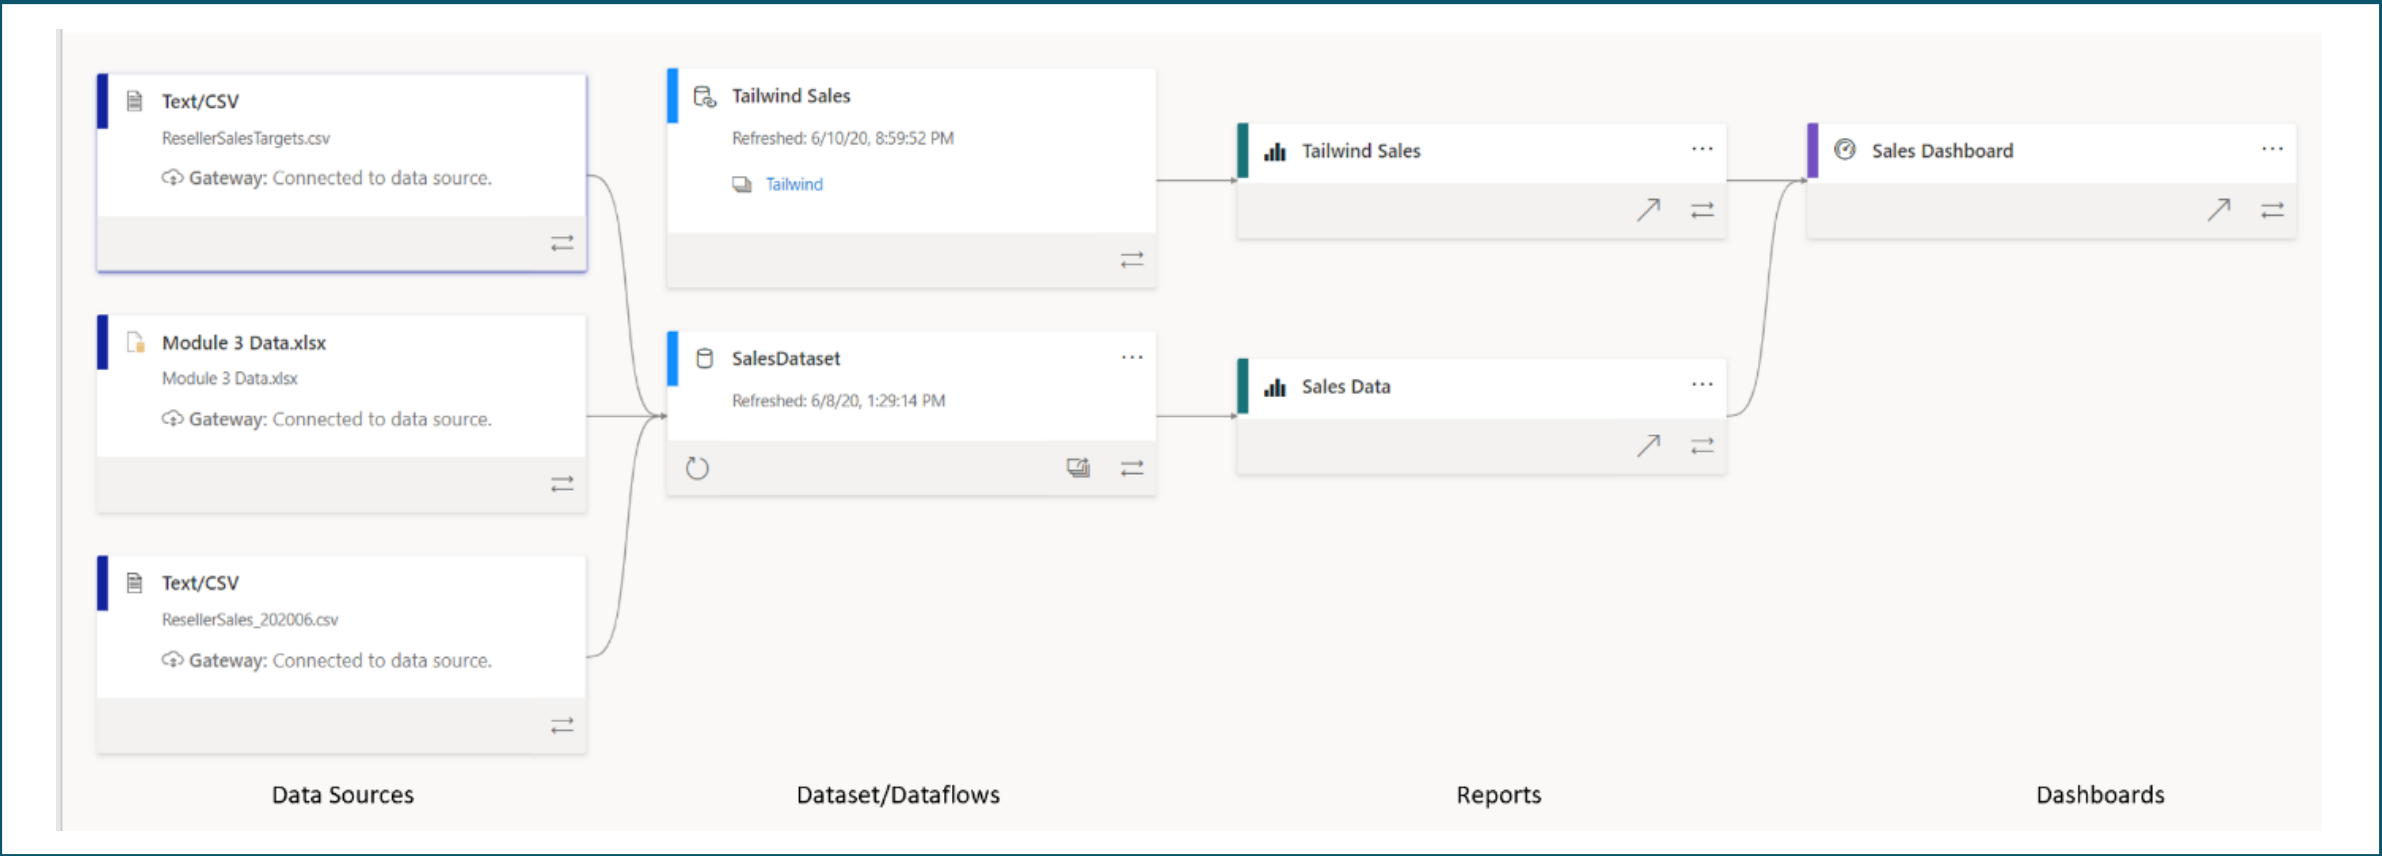 Text/CSV
ResellerSalesTargets.csv
Gateway: Connected to data source.
Module 3 Data.xlsx
Module 3 Data.xlsx
Gateway: Connected to data source.
Text/CSV
ResellerSales_202006.csv
Gateway: Connected to data source.
Data Sources
Tailwind Sales
Refreshed: 6/10/20, 8:59:52 PM
Tailwind
SalesDataset
Refreshed: 6/8/20, 1:29:14 PM
Dataset/Dataflows
Tailwind Sales
Sales Data
Reports
Sales Dashboard
Dashboards